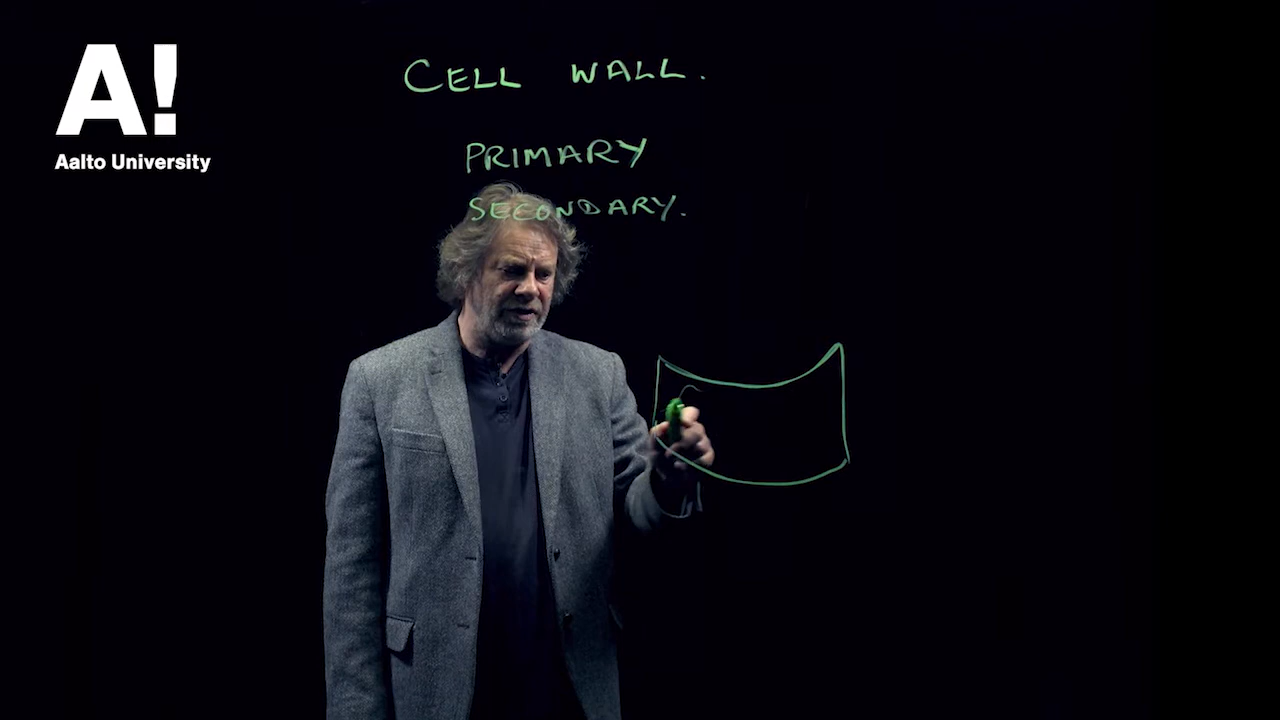 A!
Aalto University
CELL WALL.
PRIMARY
SECONDARY.